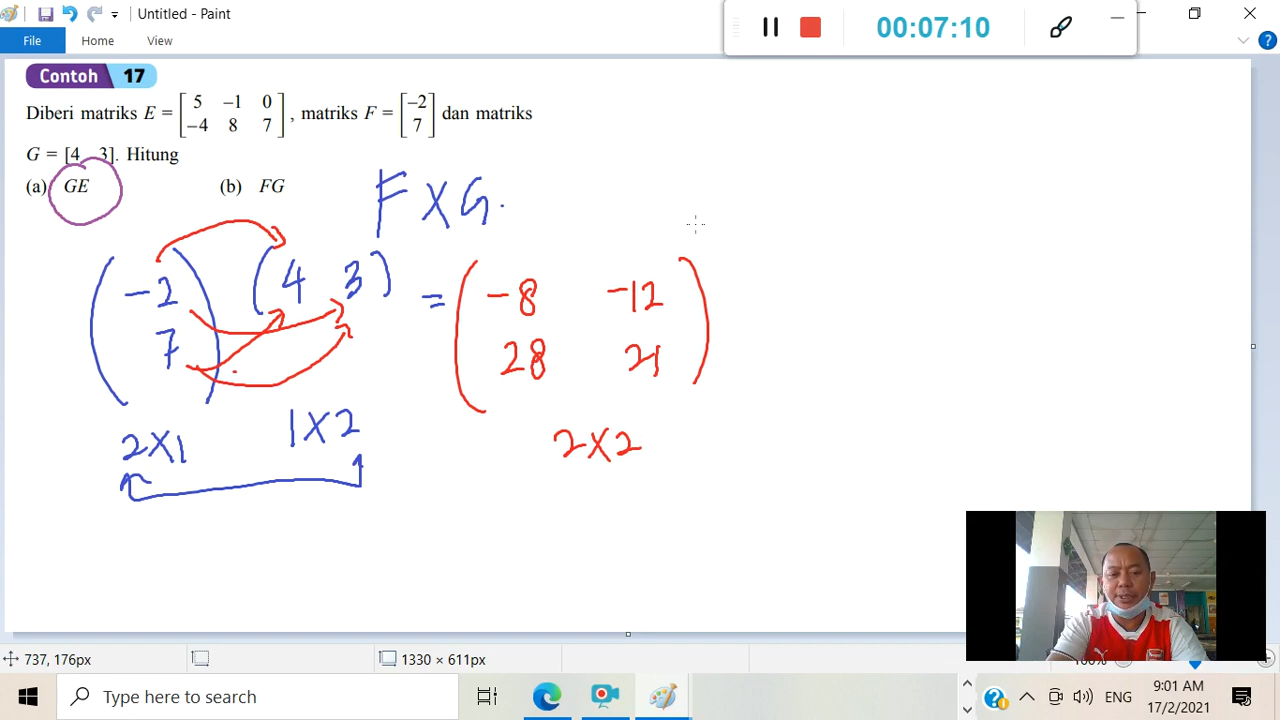 Untitled - Paint
00:07:10
File Home View
Contoh 17
Diberi matriks E = [5 −1 0
−4 8 7], matriks F = [−2
7] dan matriks
G = [4 3]. Hitung
(a) GE (b) FG
F X G.
(-2
7) (4 3) = (-8 -12
28 21)
2X1 1X2 2X2
737, 176px
1330 × 611px
100%
Type here to search
ENG
9:01 AM
17/2/2021